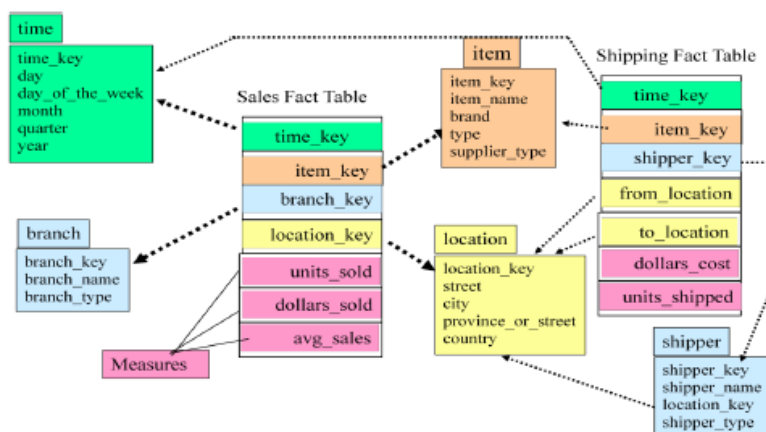 time
time_key
day
day_of_the_week
month
quarter
year
Sales Fact Table
time_key
item_key
branch_key
location_key
units_sold
dollars_sold
avg_sales
Measures
branch
branch_key
branch_name
branch_type
item
item_key
item_name
brand
type
supplier_type
location
location_key
street
city
province_or_street
country
Shipping Fact Table
time_key
item_key
shipper_key
from_location
to_location
dollars_cost
units_shipped
shipper
shipper_key
shipper_name
location_key
shipper_type